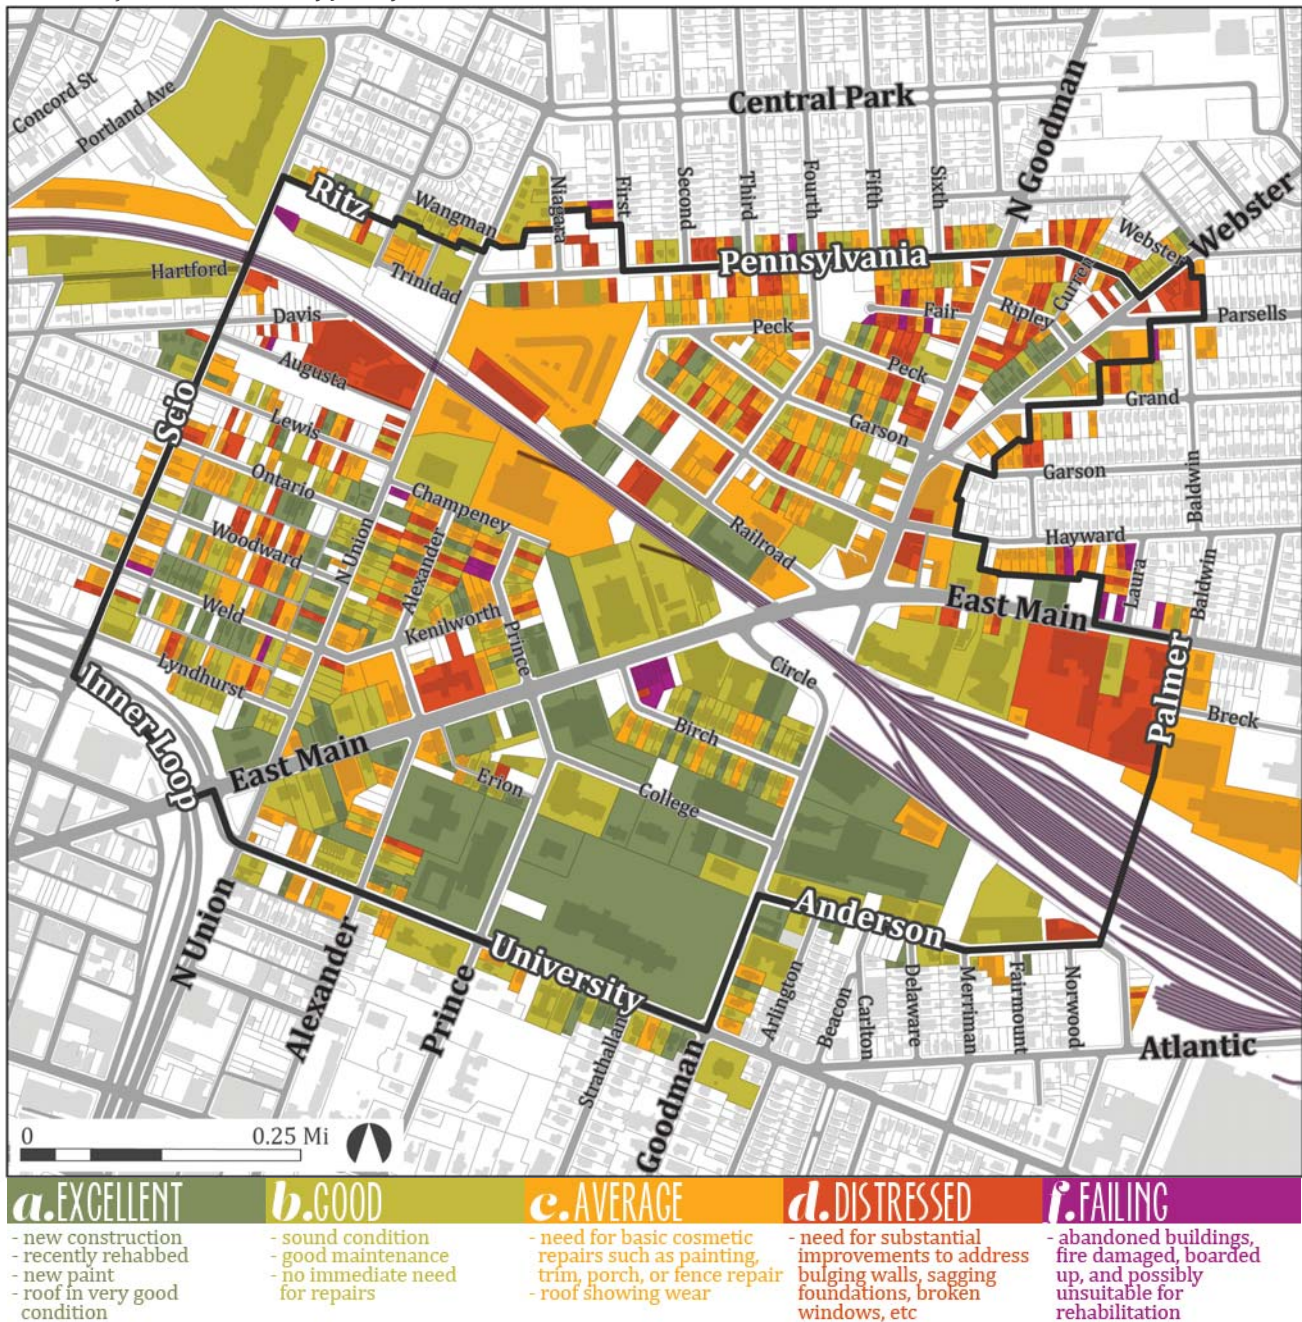 Concord St
Portland Ave
Central Park
N Goodman
Ritz
Wangman
Niagara
First
Second
Third
Fourth
Fifth
Sixth
Webster
Webster
Hartford
Trinidad
Pennsylvania
Curren
Davis
Peck
Fair
Ripley
Parsells
Augusta
Peck
Scio
Lewis
Garson
Grand
Ontario
Garson
Baldwin
Champeney
Woodward
N Union
Alexander
Railroad
Hayward
Weld
Kenilworth
Prince
East Main
Laura
Baldwin
Lyndhurst
Circle
Palmer
Inner Loop
Birch
Breck
East Main
Erion
College
N Union
Alexander
Prince
University
Anderson
Strathallan
Goodman
Arlington
Beacon
Carlton
Delaware
Merriman
Fairmount
Norwood
Atlantic
0 0.25 Mi
a.EXCELLENT
- new construction
- recently rehabbed
- new paint
- roof in very good
condition
b.GOOD
- sound condition
- good maintenance
- no immediate need
for repairs
c.AVERAGE
- need for basic cosmetic
repairs such as painting,
trim, porch, or fence repair
- roof showing wear
d.DISTRESSED
- need for substantial
improvements to address
bulging walls, sagging
foundations, broken
windows, etc
f.FAILING
- abandoned buildings,
fire damaged, boarded
up, and possibly
unsuitable for
rehabilitation